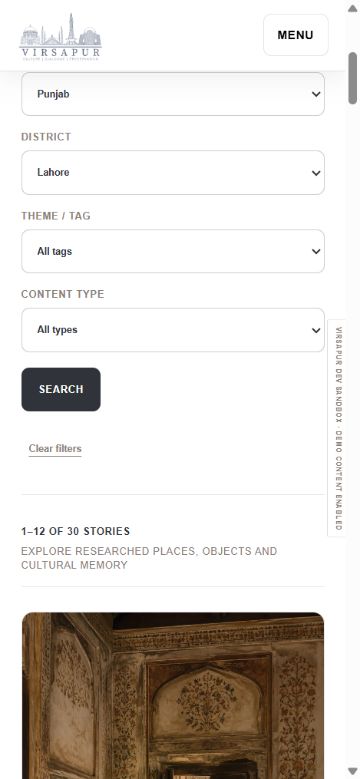 VIRSAPUR
MENU
Punjab
DISTRICT
Lahore
THEME / TAG
All tags
CONTENT TYPE
All types
SEARCH
Clear filters
VIRSAPUR DEV SANDBOX · DEMO CONTENT ENABLED
1–12 OF 30 STORIES
EXPLORE RESEARCHED PLACES, OBJECTS AND
CULTURAL MEMORY